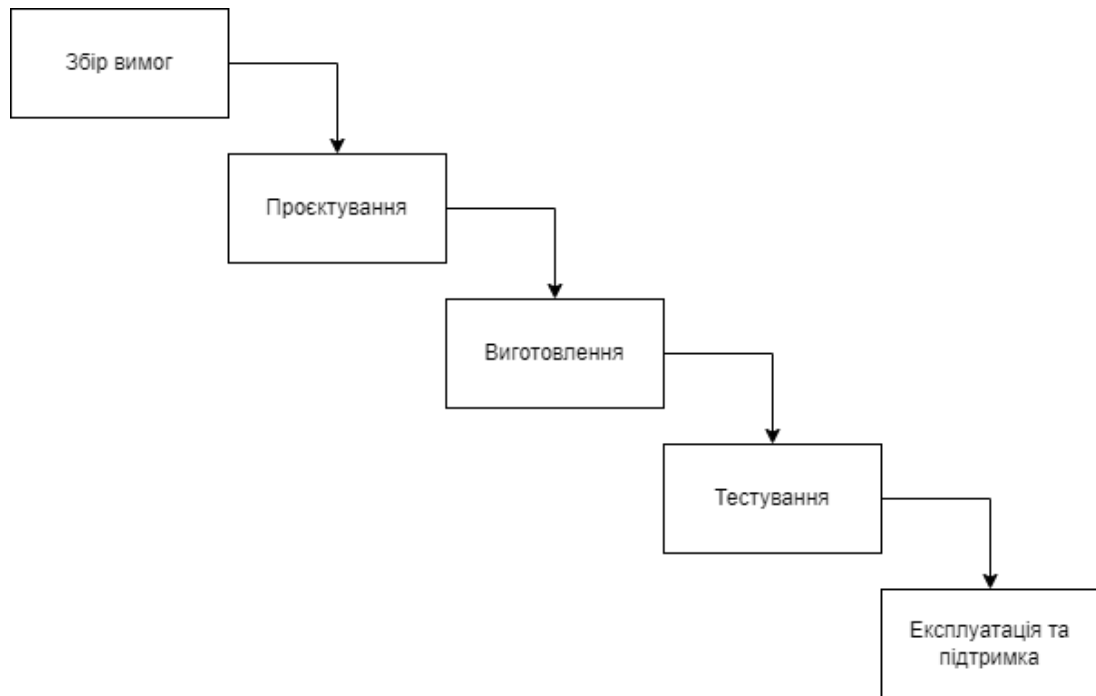 Збір вимог
Проєктування
Виготовлення
Тестування
Експлуатація та
підтримка